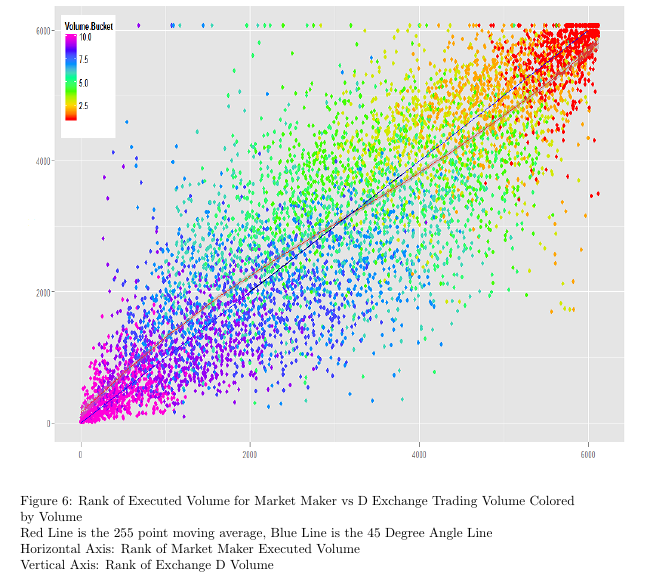 6000
4000
2000
0
Volume.Bucket
10.0
7.5
5.0
2.5
0
2000
4000
6000
Figure 6: Rank of Executed Volume for Market Maker vs D Exchange Trading Volume Colored
by Volume
Red Line is the 255 point moving average, Blue Line is the 45 Degree Angle Line
Horizontal Axis: Rank of Market Maker Executed Volume
Vertical Axis: Rank of Exchange D Volume